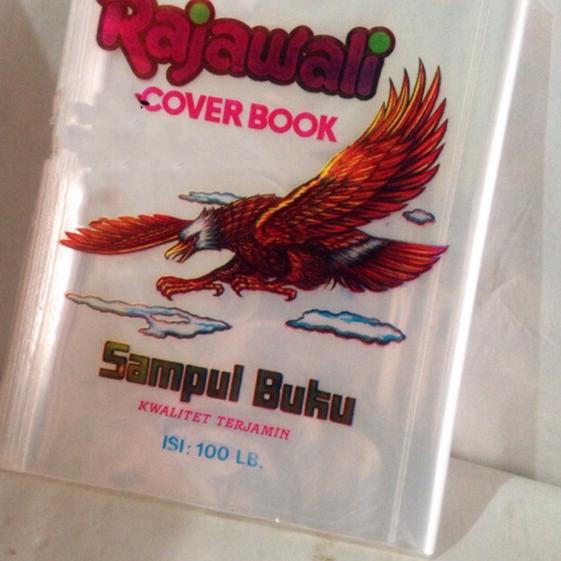 Rajawali
COVER BOOK
Sampul Buku
KWALITET TERJAMIN
ISI: 100 LB.